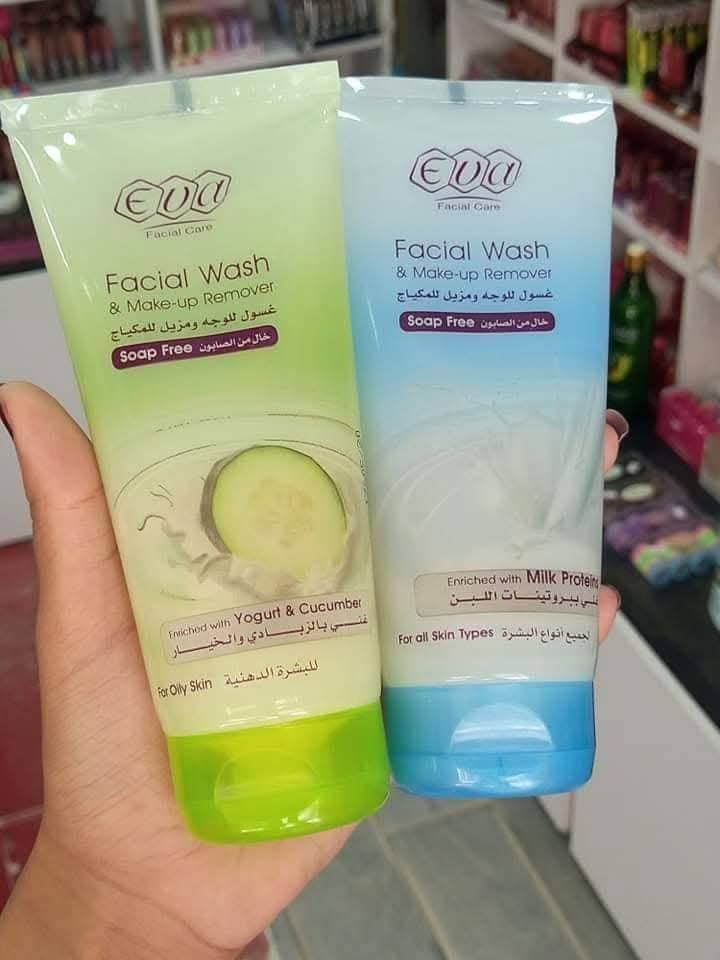 Eva
Facial Care
Facial Wash
& Make-up Remover
غسول للوجه ومزيل للمكياج
Soap Free خال من الصابون
Enriched with Yogurt & Cucumber
غني بالزبادي والخيار
For Oily Skin للبشرة الدهنية
Eva
Facial Care
Facial Wash
& Make-up Remover
غسول للوجه ومزيل للمكياج
Soap Free خال من الصابون
Enriched with Milk Proteins
غني ببروتينات اللبن
For all Skin Types لجميع أنواع البشرة